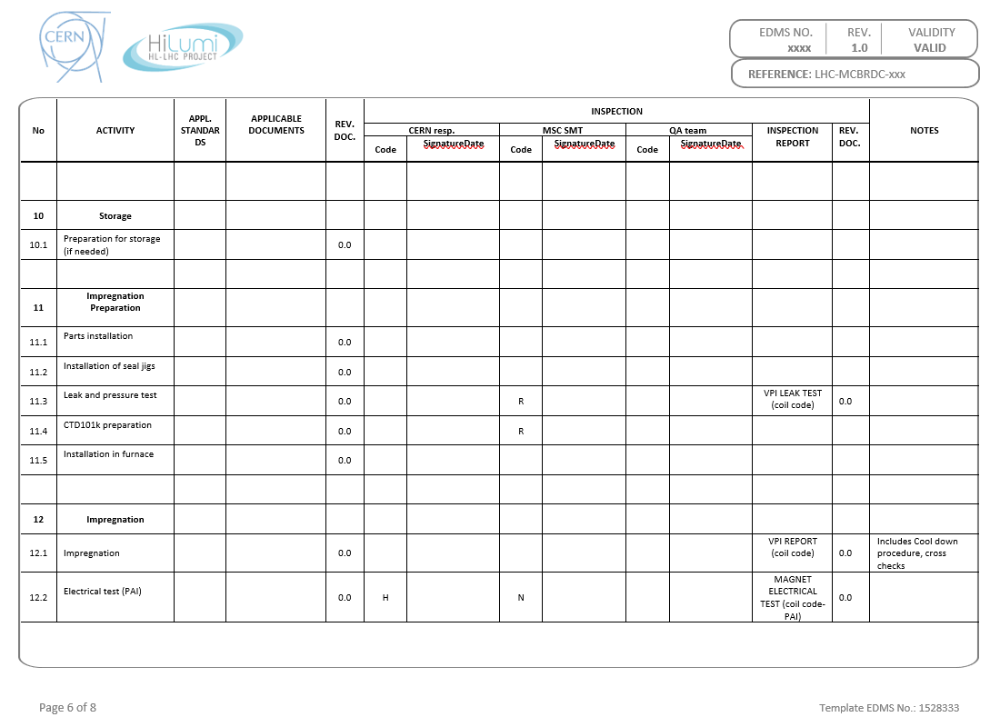 CERN
HiLumi
HL-LHC PROJECT
EDMS NO. REV. VALIDITY
xxxx 1.0 VALID
REFERENCE: LHC-MCBRDC-xxx
No ACTIVITY APPL. STANDAR DS APPLICABLE DOCUMENTS REV. DOC. INSPECTION NOTES
CERN resp. MSC SMT QA team INSPECTION REPORT REV. DOC.
Code SignatureDate Code SignatureDate Code SignatureDate
10 Storage
10.1 Preparation for storage (if needed) 0.0
11 Impregnation Preparation
11.1 Parts installation 0.0
11.2 Installation of seal jigs 0.0
11.3 Leak and pressure test 0.0 R VPI LEAK TEST (coil code) 0.0
11.4 CTD101k preparation 0.0 R
11.5 Installation in furnace 0.0
12 Impregnation
12.1 Impregnation 0.0 VPI REPORT (coil code) 0.0 Includes Cool down procedure, cross checks
12.2 Electrical test (PAI) 0.0 H N MAGNET ELECTRICAL TEST (coil code-PAI) 0.0
Page 6 of 8 Template EDMS No.: 1528333